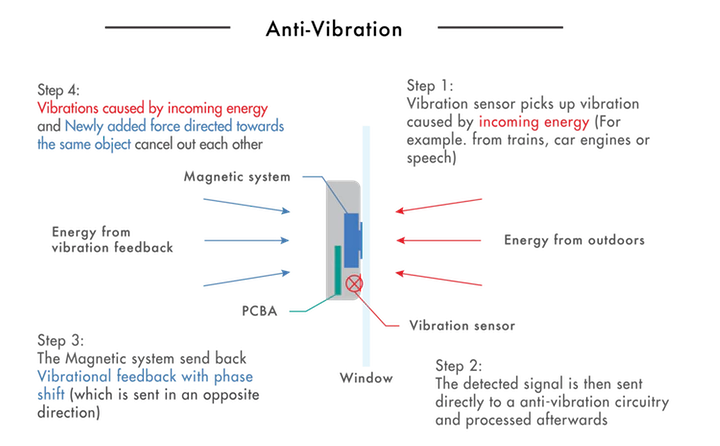 Anti-Vibration
Step 1:
Vibration sensor picks up vibration
caused by incoming energy (For
example. from trains, car engines or
speech)
Step 4:
Vibrations caused by incoming energy
and Newly added force directed towards
the same object cancel out each other
Magnetic system
Energy from
vibration feedback
Energy from outdoors
PCBA
Vibration sensor
Window
Step 2:
The detected signal is then sent
directly to a anti-vibration circuitry
and processed afterwards
Step 3:
The Magnetic system send back
Vibrational feedback with phase
shift (which is sent in an opposite
direction)